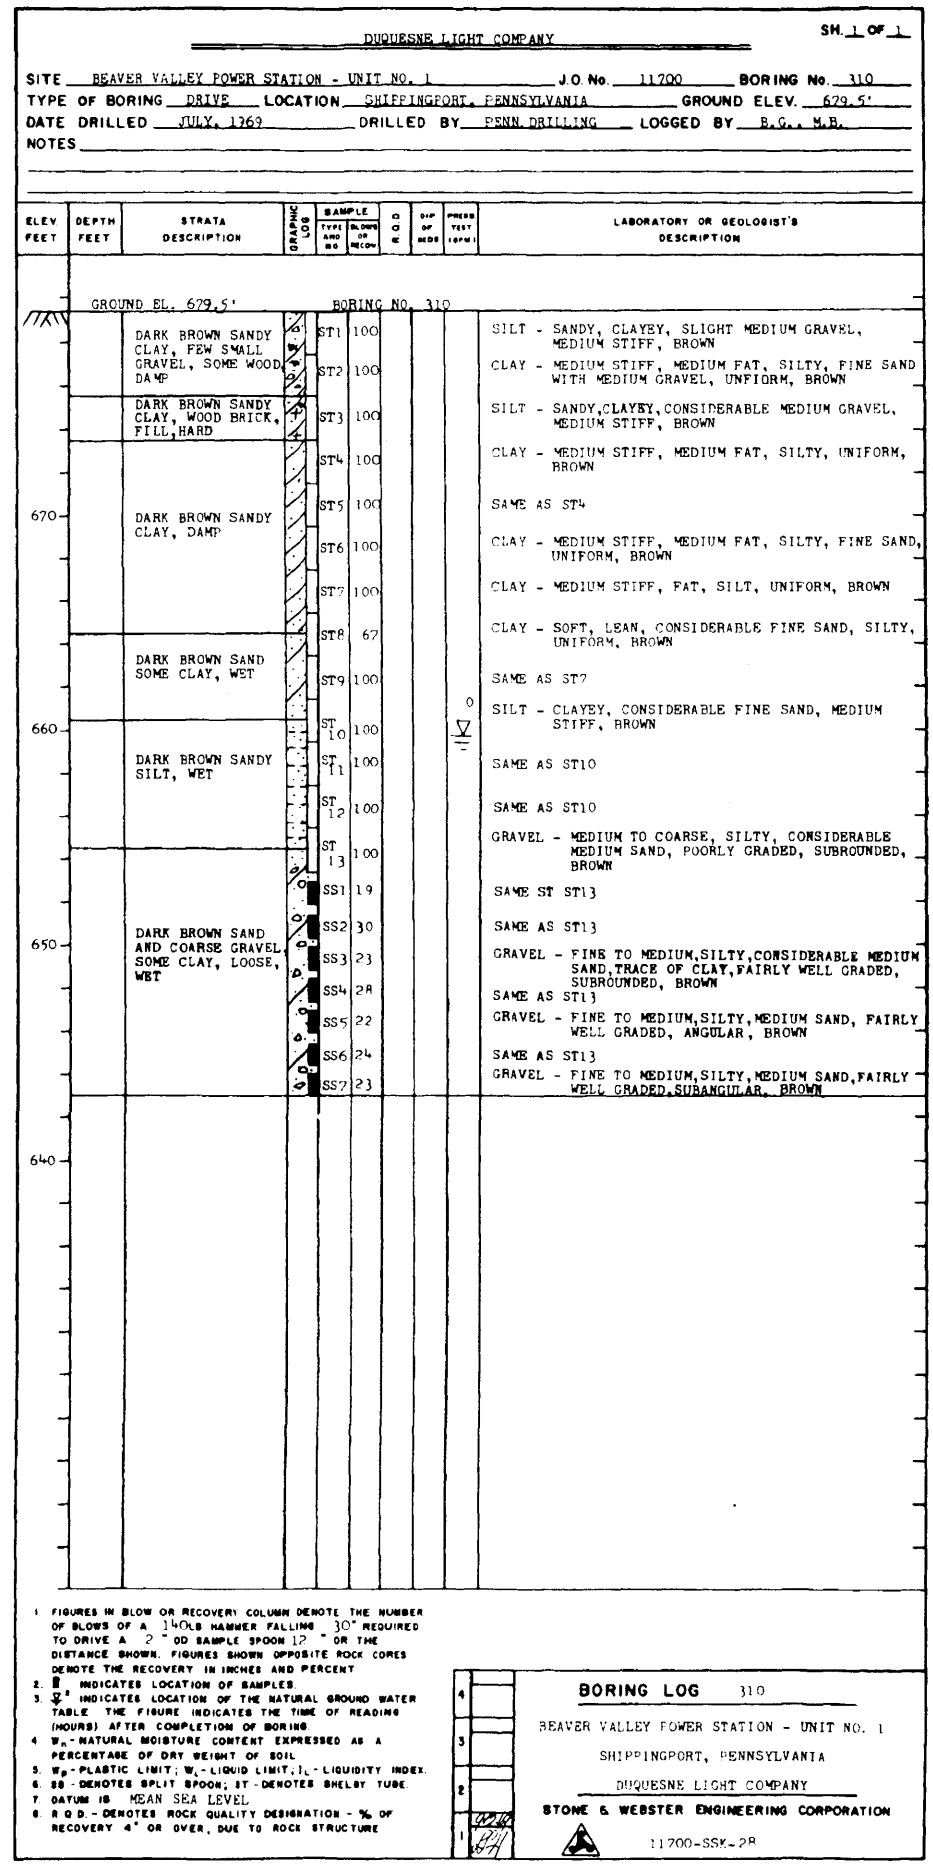 DUQUESNE LIGHT COMPANY
SH. 1 OF 1
SITE BEAVER VALLEY POWER STATION - UNIT NO. 1 J.O. No. 11700 BORING No. 310
TYPE OF BORING DRIVE LOCATION SHIPPINGPORT, PENNSYLVANIA GROUND ELEV. 679.5'
DATE DRILLED JULY, 1969 DRILLED BY PENN DRILLING LOGGED BY B.G., M.B.
NOTES
ELEV. FEET
DEPTH FEET
STRATA DESCRIPTION
GRAPHIC LOG
SAMPLE
TYPE AND NO
BLOWS OR RECOV
R.Q.D
DIP OF BEDS
PRESS. TEST (GPM)
LABORATORY OR GEOLOGIST'S DESCRIPTION
GROUND EL. 679.5' BORING NO. 310
DARK BROWN SANDY
CLAY, FEW SMALL
GRAVEL, SOME WOOD,
DAMP
ST1 100
SILT - SANDY, CLAYEY, SLIGHT MEDIUM GRAVEL,
MEDIUM STIFF, BROWN
ST2 100
CLAY - MEDIUM STIFF, MEDIUM FAT, SILTY, FINE SAND
WITH MEDIUM GRAVEL, UNFIORM, BROWN
DARK BROWN SANDY
CLAY, WOOD BRICK,
FILL, HARD
ST3 100
SILT - SANDY, CLAYEY, CONSIDERABLE MEDIUM GRAVEL,
MEDIUM STIFF, BROWN
ST4 100
CLAY - MEDIUM STIFF, MEDIUM FAT, SILTY, UNIFORM,
BROWN
670
DARK BROWN SANDY
CLAY, DAMP
ST5 100
SAME AS ST4
ST6 100
CLAY - MEDIUM STIFF, MEDIUM FAT, SILTY, FINE SAND,
UNIFORM, BROWN
ST7 100
CLAY - MEDIUM STIFF, FAT, SILT, UNIFORM, BROWN
ST8 67
CLAY - SOFT, LEAN, CONSIDERABLE FINE SAND, SILTY,
UNIFORM, BROWN
DARK BROWN SAND
SOME CLAY, WET
ST9 100
SAME AS ST7
0
660
ST 10 100
SILT - CLAYEY, CONSIDERABLE FINE SAND, MEDIUM
STIFF, BROWN
DARK BROWN SANDY
SILT, WET
ST 11 100
SAME AS ST10
ST 12 100
SAME AS ST10
ST 13 100
GRAVEL - MEDIUM TO COARSE, SILTY, CONSIDERABLE
MEDIUM SAND, POORLY GRADED, SUBROUNDED,
BROWN
SS1 19
SAME ST ST13
650
DARK BROWN SAND
AND COARSE GRAVEL,
SOME CLAY, LOOSE,
WET
SS2 30
SAME AS ST13
SS3 23
GRAVEL - FINE TO MEDIUM, SILTY, CONSIDERABLE MEDIUM
SAND, TRACE OF CLAY, FAIRLY WELL GRADED,
SUBROUNDED, BROWN
SS4 28
SAME AS ST13
SS5 22
GRAVEL - FINE TO MEDIUM, SILTY, MEDIUM SAND, FAIRLY
WELL GRADED, ANGULAR, BROWN
SS6 24
SAME AS ST13
SS7 23
GRAVEL - FINE TO MEDIUM, SILTY, MEDIUM SAND, FAIRLY
WELL GRADED, SUBANGULAR, BROWN
640
1 FIGURES IN BLOW OR RECOVERY COLUMN DENOTE THE NUMBER
OF BLOWS OF A 140LB HAMMER FALLING 30" REQUIRED
TO DRIVE A 2" OD SAMPLE SPOON 12" OR THE
DISTANCE SHOWN. FIGURES SHOWN OPPOSITE ROCK CORES
DENOTE THE RECOVERY IN INCHES AND PERCENT
2. INDICATES LOCATION OF SAMPLES.
3. INDICATES LOCATION OF THE NATURAL GROUND WATER
TABLE THE FIGURE INDICATES THE TIME OF READING
(HOURS) AFTER COMPLETION OF BORING
4 Wn - NATURAL MOISTURE CONTENT EXPRESSED AS A
PERCENTAGE OF DRY WEIGHT OF SOIL
5. Wp - PLASTIC LIMIT; WL - LIQUID LIMIT; IL - LIQUIDITY INDEX.
6. SS - DENOTES SPLIT SPOON; ST - DENOTES SHELBY TUBE.
7. DATUM IS MEAN SEA LEVEL
8. R Q D. - DENOTES ROCK QUALITY DESIGNATION - % OF
RECOVERY 4" OR OVER, DUE TO ROCK STRUCTURE
4
3
2
1
BORING LOG 310
BEAVER VALLEY POWER STATION - UNIT NO. 1
SHIPPINGPORT, PENNSYLVANIA
DUQUESNE LIGHT COMPANY
STONE & WEBSTER ENGINEERING CORPORATION
11700-SSK-28